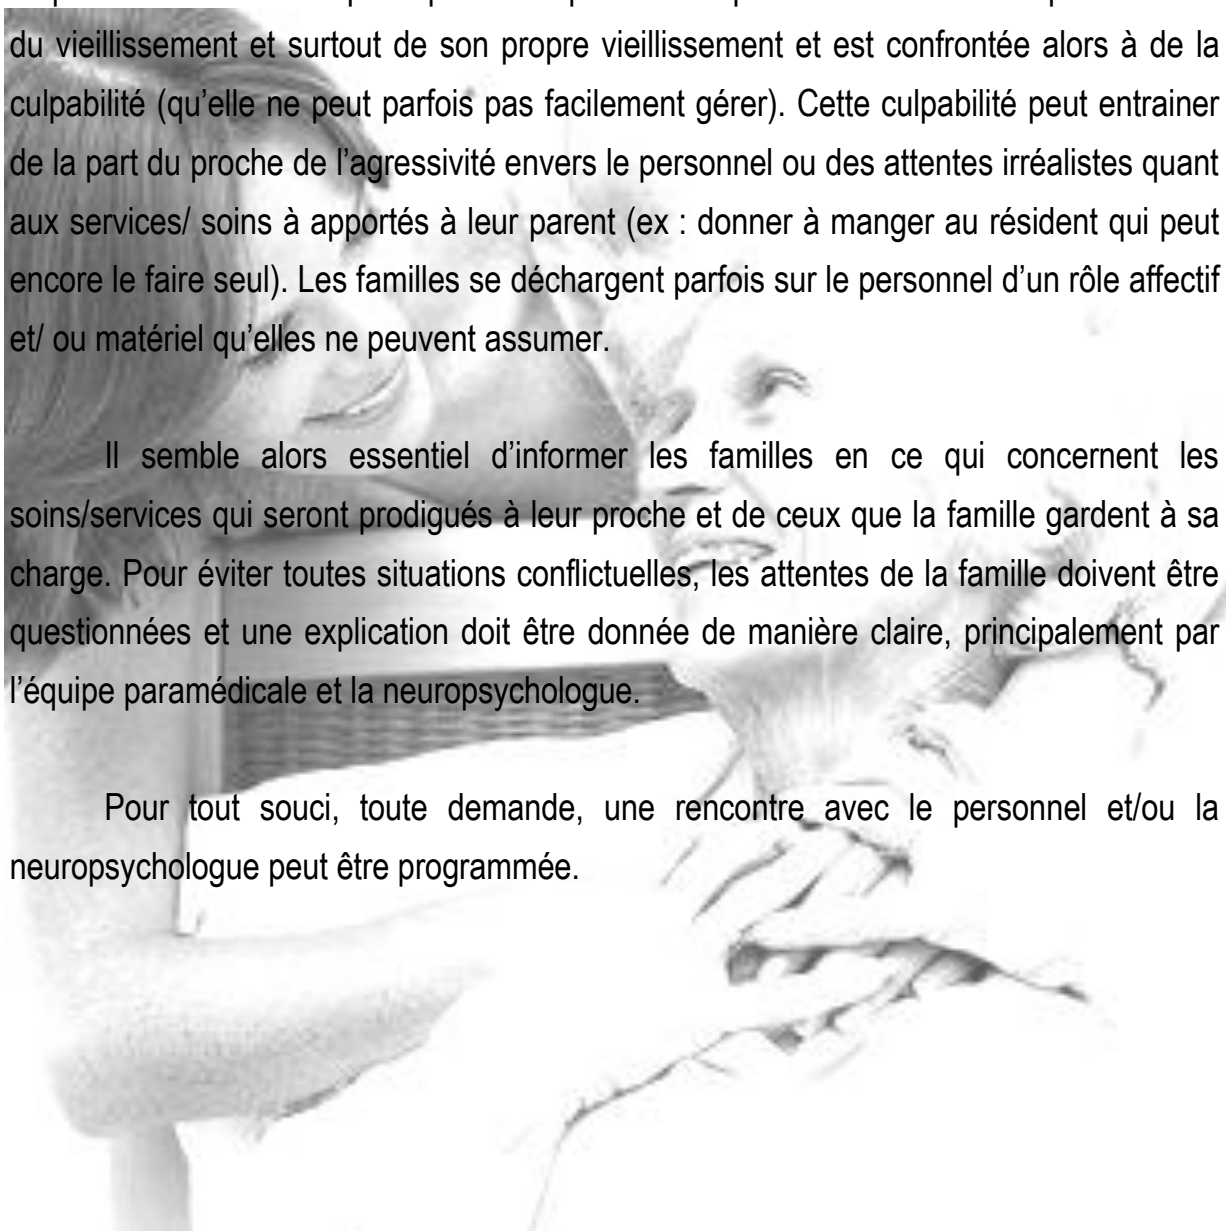 du vieillissement et surtout de son propre vieillissement et est confrontée alors à de la
culpabilité (qu'elle ne peut parfois pas facilement gérer). Cette culpabilité peut entrainer
de la part du proche de l'agressivité envers le personnel ou des attentes irréalistes quant
aux services/ soins à apportés à leur parent (ex : donner à manger au résident qui peut
encore le faire seul). Les familles se déchargent parfois sur le personnel d'un rôle affectif
et/ ou matériel qu'elles ne peuvent assumer.
Il semble alors essentiel d'informer les familles en ce qui concernent les
soins/services qui seront prodigués à leur proche et de ceux que la famille gardent à sa
charge. Pour éviter toutes situations conflictuelles, les attentes de la famille doivent être
questionnées et une explication doit être donnée de manière claire, principalement par
l'équipe paramédicale et la neuropsychologue.
Pour tout souci, toute demande, une rencontre avec le personnel et/ou la
neuropsychologue peut être programmée.